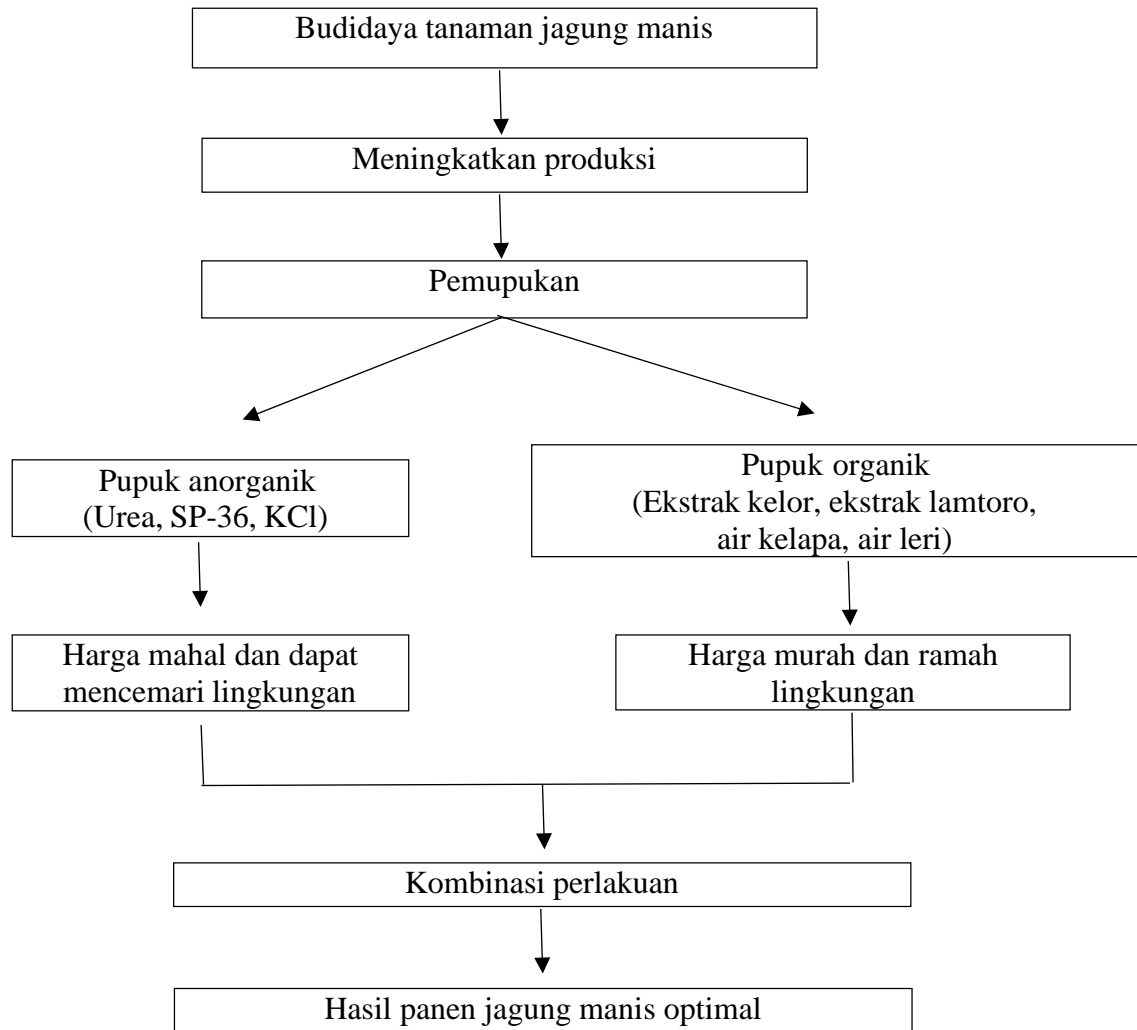 Budidaya tanaman jagung manis
Meningkatkan produksi
Pemupukan
Pupuk anorganik
(Urea, SP-36, KCl)
Pupuk organik
(Ekstrak kelor, ekstrak lamtoro,
air kelapa, air leri)
Harga mahal dan dapat
mencemari lingkungan
Harga murah dan ramah
lingkungan
Kombinasi perlakuan
Hasil panen jagung manis optimal